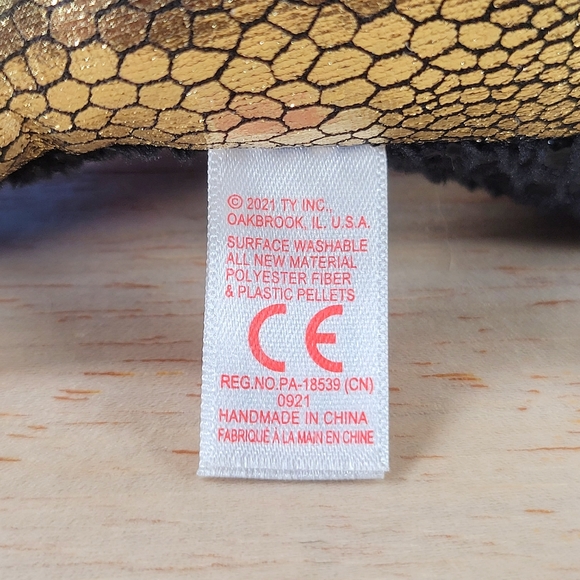 © 2021 TY INC.,
OAKBROOK, IL, U.S.A.
SURFACE WASHABLE
ALL NEW MATERIAL
POLYESTER FIBER
& PLASTIC PELLETS
CE
REG.NO.PA-18539 (CN)
0921
HANDMADE IN CHINA
FABRIQUÉ À LA MAIN EN CHINE